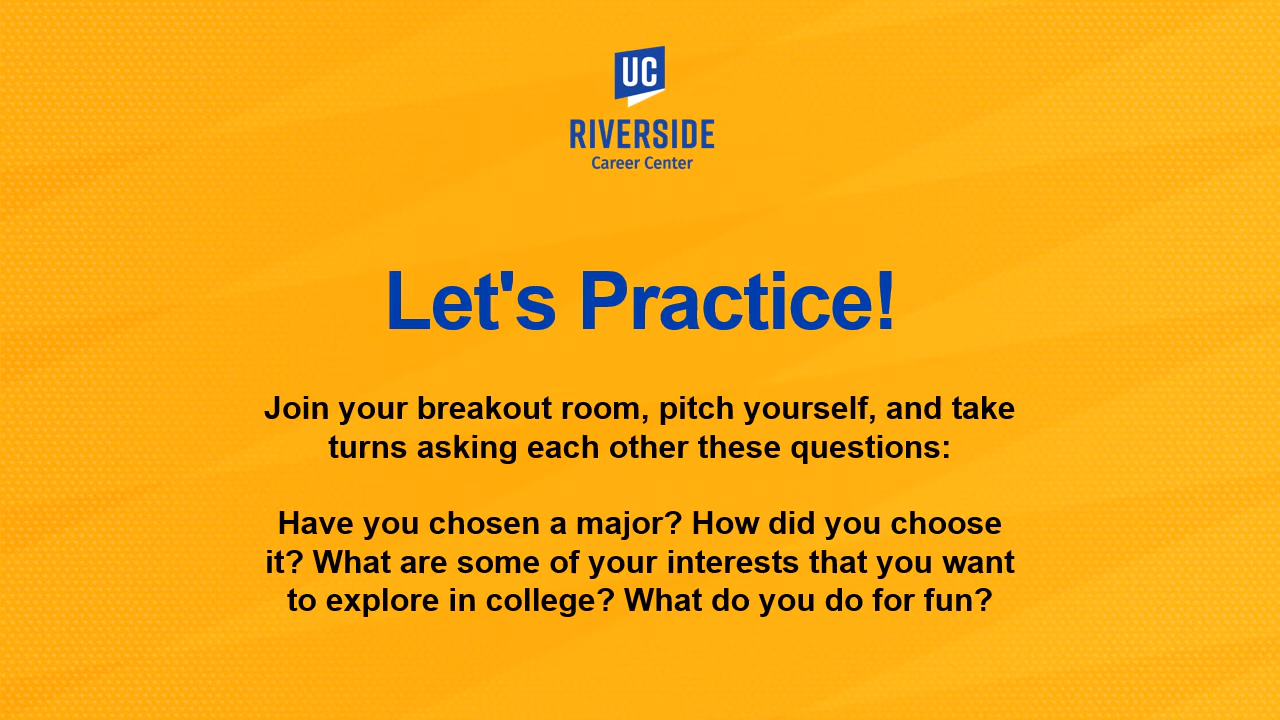 UC
RIVERSIDE
Career Center
Let's Practice!
Join your breakout room, pitch yourself, and take
turns asking each other these questions:
Have you chosen a major? How did you choose
it? What are some of your interests that you want
to explore in college? What do you do for fun?